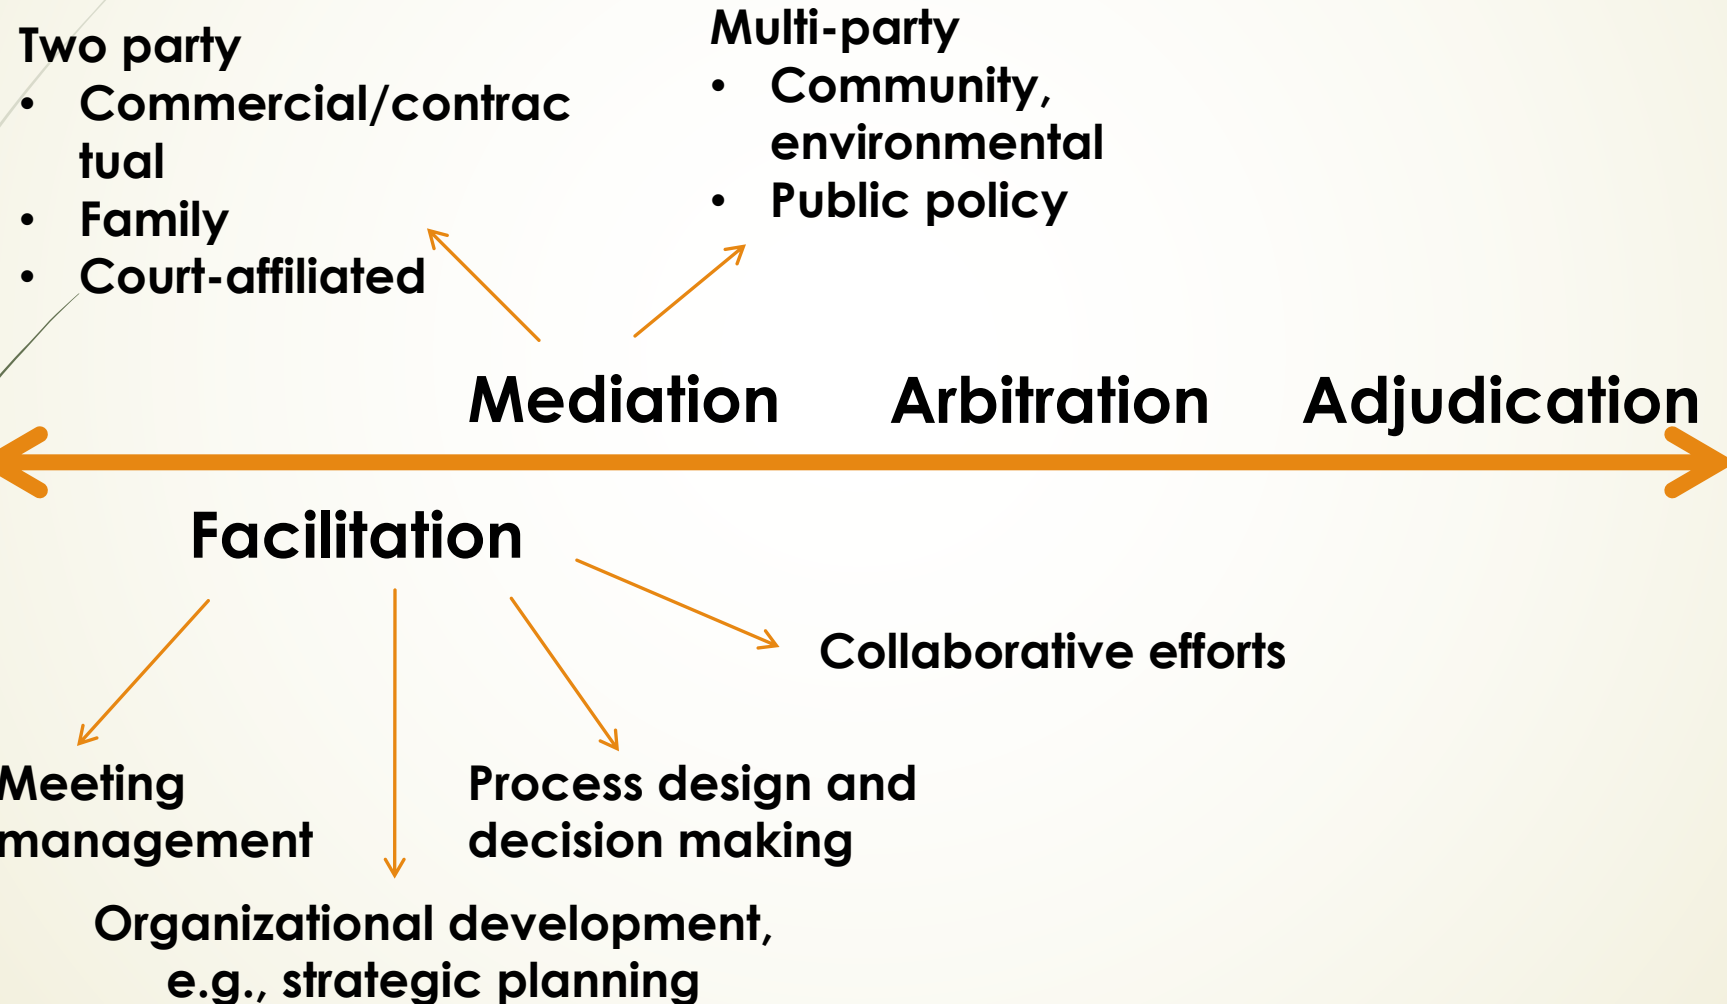 Two party
• Commercial/contrac
tual
• Family
• Court-affiliated
Multi-party
• Community,
environmental
• Public policy
Mediation
Arbitration
Adjudication
Facilitation
Collaborative efforts
Meeting
management
Process design and
decision making
Organizational development,
e.g., strategic planning